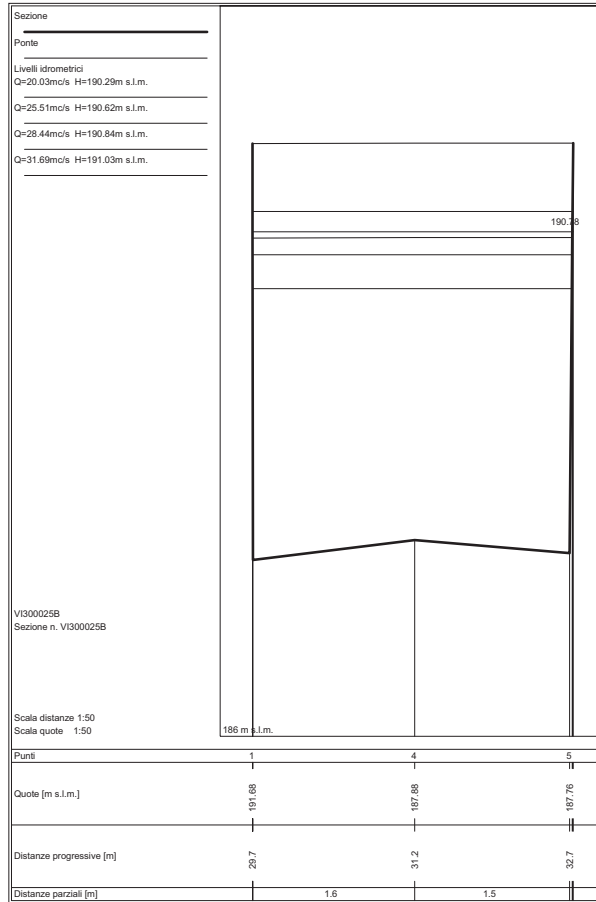 Sezione
Ponte
Livelli idrometrici
Q=20.03mc/s H=190.29m s.l.m.
Q=25.51mc/s H=190.62m s.l.m.
Q=28.44mc/s H=190.84m s.l.m.
Q=31.69mc/s H=191.03m s.l.m.
190.78
VI300025B
Sezione n. VI300025B
Scala distanze 1:50
Scala quote 1:50
186 m s.l.m.
Punti 1 4 5
Quote [m s.l.m.] 191.68 187.88 187.76
Distanze progressive [m] 29.7 31.2 32.7
Distanze parziali [m] 1.6 1.5